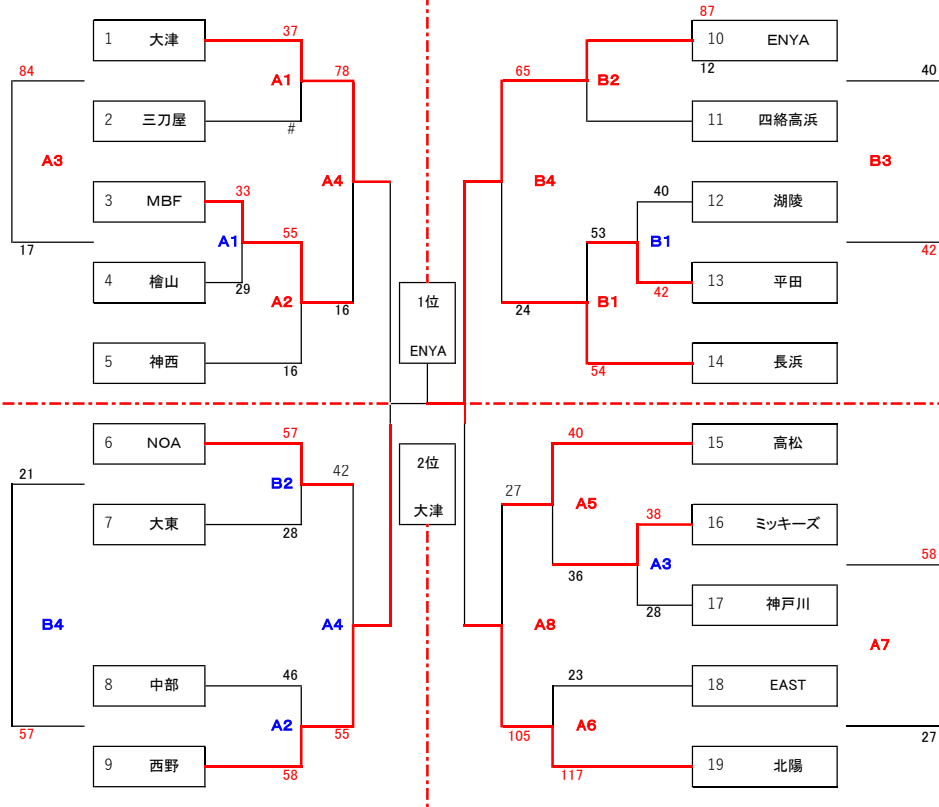 37
87
1 大津
10 ENYA
84
A1
78
65
B2
12
40
2 三刀屋
#
11 四絡高浜
A3
A4
B4
B3
3 MBF
33
40
12 湖陵
17
A1
55
53
B1
42
4 檜山
29
A2
16
1位
24
B1
42
13 平田
ENYA
5 神西
16
54
14 長浜
6 NOA
57
40
15 高松
21
B2
42
2位
27
A5
38
16 ミッキーズ
7 大東
28
大津
58
36
A3
28
17 神戸川
B4
A4
A8
A7
8 中部
46
23
18 EAST
57
A2
55
105
A6
27
9 西野
58
117
19 北陽